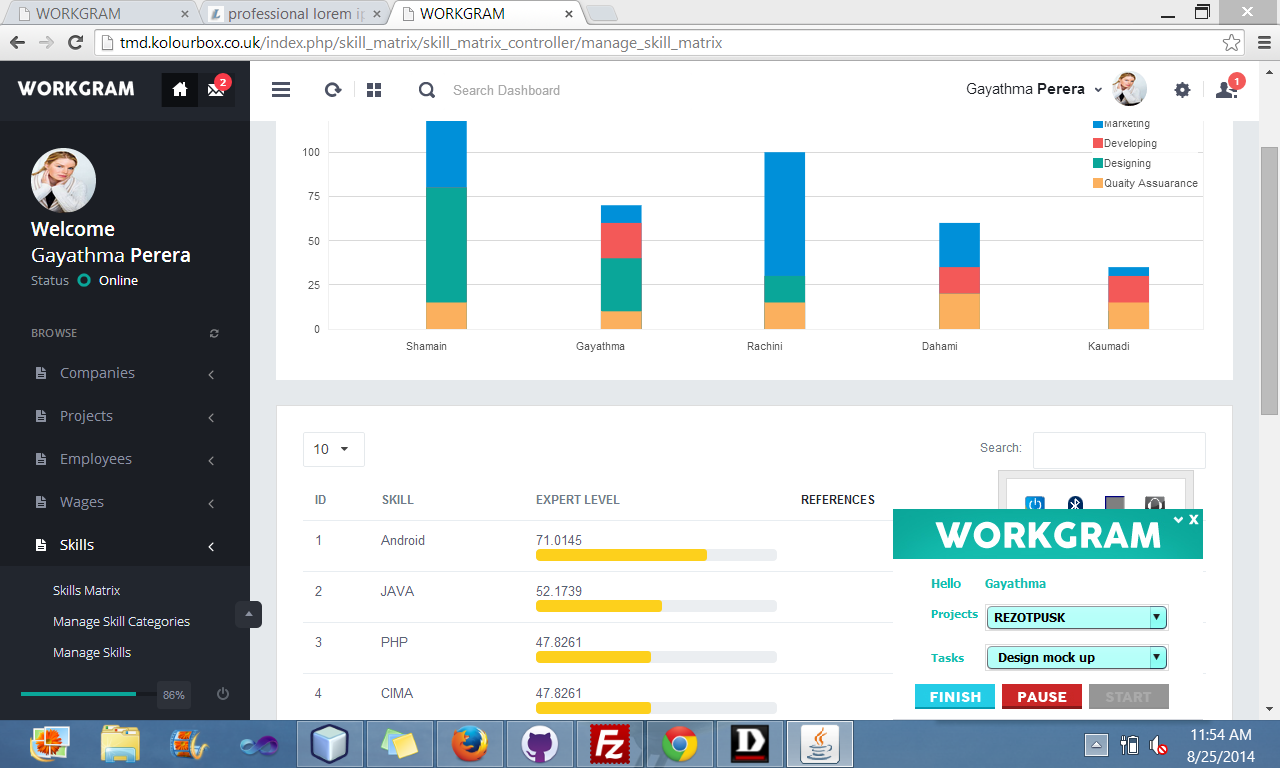 WORKGRAM
professional lorem ip
WORKGRAM
tmd.kolourbox.co.uk/index.php/skill_matrix/skill_matrix_controller/manage_skill_matrix
WORKGRAM
2
Search Dashboard
Gayathma Perera
1
Welcome
Gayathma Perera
Status Online
BROWSE
Companies
Projects
Employees
Wages
Skills
Skills Matrix
Manage Skill Categories
Manage Skills
86%
100
75
50
25
0
Marketing
Developing
Designing
Quaity Assuarance
Shamain Gayathma Rachini Dahami Kaumadi
10
Search:
ID SKILL EXPERT LEVEL REFERENCES
1 Android 71.0145
2 JAVA 52.1739
3 PHP 47.8261
4 CIMA 47.8261
WORKGRAM
X
Hello Gayathma
Projects REZOTPUSK
Tasks Design mock up
FINISH PAUSE START
Fz
D
11:54 AM
8/25/2014